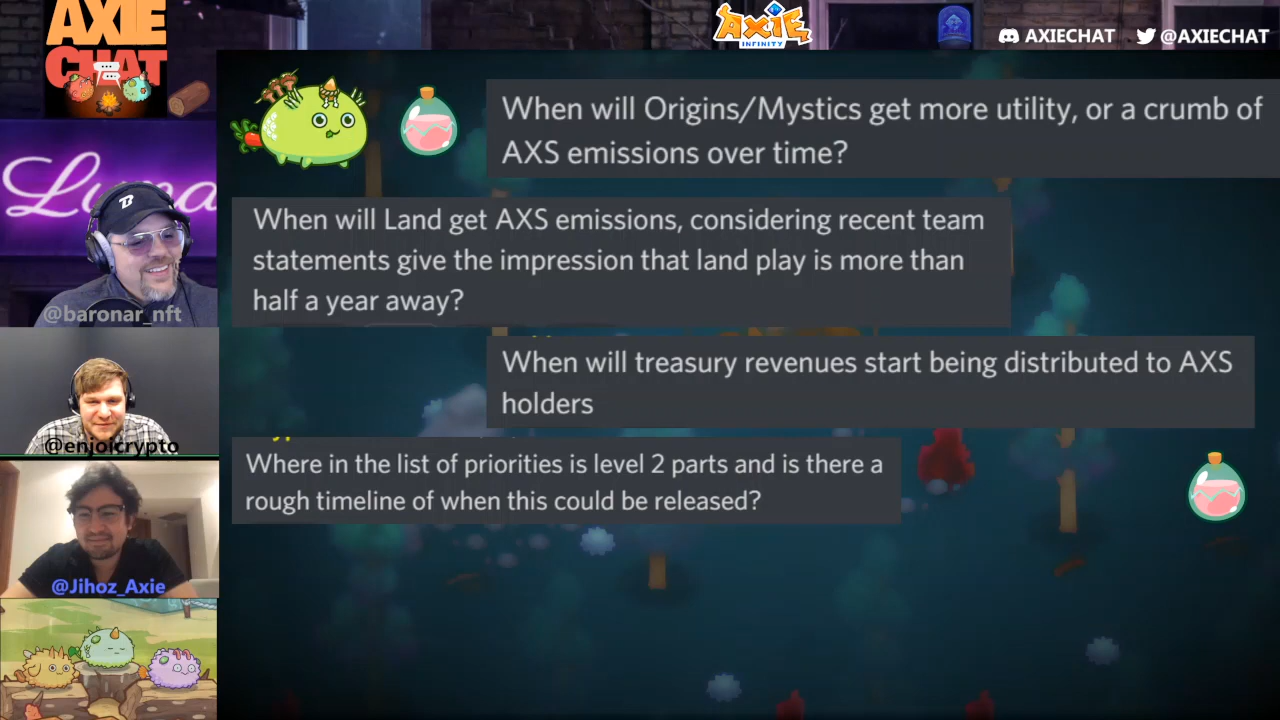 AXIE
CHAT
AXIE
INFINITY
AXIECHAT
@AXIECHAT
When will Origins/Mystics get more utility, or a crumb of
AXS emissions over time?
Luna
@baronar_nft
When will Land get AXS emissions, considering recent team
statements give the impression that land play is more than
half a year away?
When will treasury revenues start being distributed to AXS
holders
@enjoicrypto
Where in the list of priorities is level 2 parts and is there a
rough timeline of when this could be released?
@Jihoz_Axie